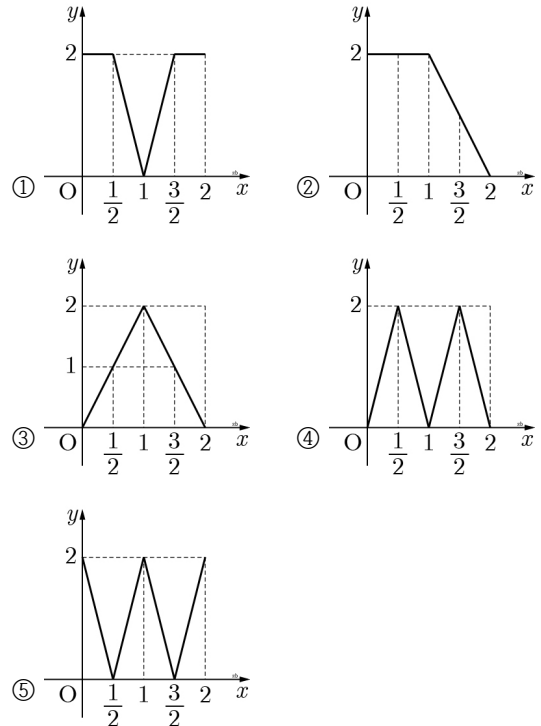 y y
2 2
① O 1/2 1 3/2 2 x ② O 1/2 1 3/2 2 x
y y
2 2
1
③ O 1/2 1 3/2 2 x ④ O 1/2 1 3/2 2 x
y
2
⑤ O 1/2 1 3/2 2 x